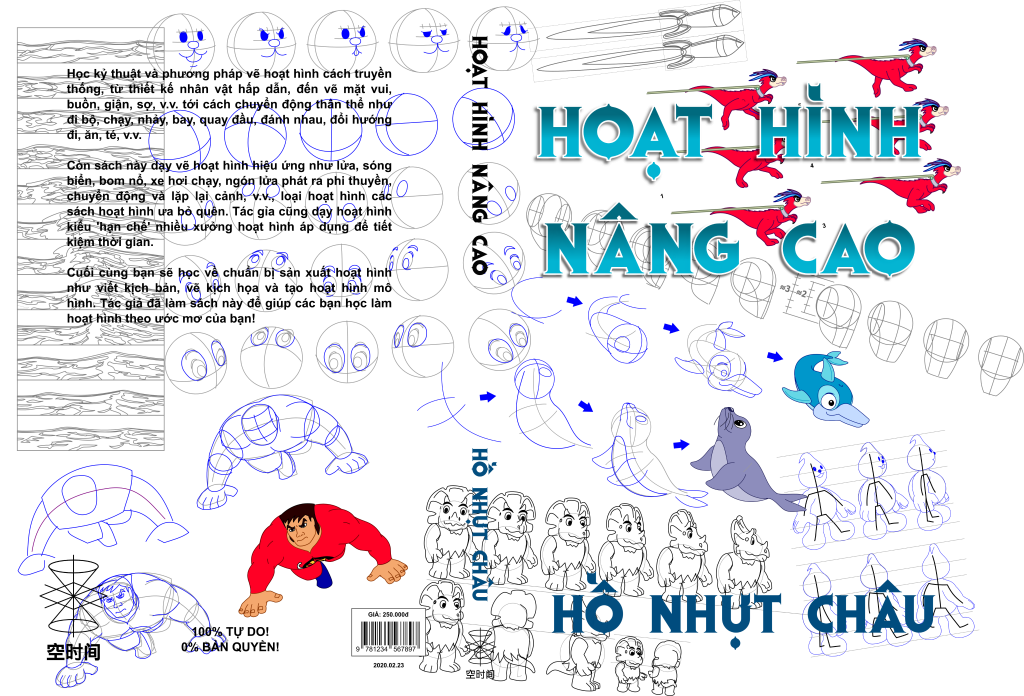 Học kỷ thuật và phương pháp vẽ hoạt hình cách truyền
thống, từ thiết kế nhân vật hấp dẫn, đến vẽ mặt vui,
buồn, giận, sợ, v.v. tới cách chuyển động thân thể như
đi bộ, chạy, nhảy, bay, quay đầu, đánh nhau, đổi hướng
đi, ăn, té, v.v.
Còn sách này dạy vẽ hoạt hình hiệu ứng như lửa, sóng
biển, bom nổ, xe hơi chạy, ngọn lửa phát ra phi thuyền,
chuyển động và lặp lại cảnh, v.v., loại hoạt hình các
sách hoạt hình ưa bỏ quên. Tác gia cũng dạy hoạt hình
kiểu 'hạn chế' nhiều xưởng hoạt hình áp dụng để tiết
kiệm thời gian.
Cuối cùng bạn sẽ học về chuẩn bị sản xuất hoạt hình
như viết kịch bản, vẽ kịch họa và tạo hoạt hình mô
hình. Tác giả đã làm sách này để giúp các bạn học làm
hoạt hình theo ước mơ của bạn!
空时间
100% TỰ DO!
0% BẢN QUYỀN!
GIÁ: 250.000đ
9 781234 567897
2020.02.23
HOẠT HÌNH NÂNG CAO
HỒ NHỰT CHÂU
空时间
HOẠT HÌNH
NÂNG CAO
1
4
3
≈3
≈2
HỒ NHỰT CHÂU